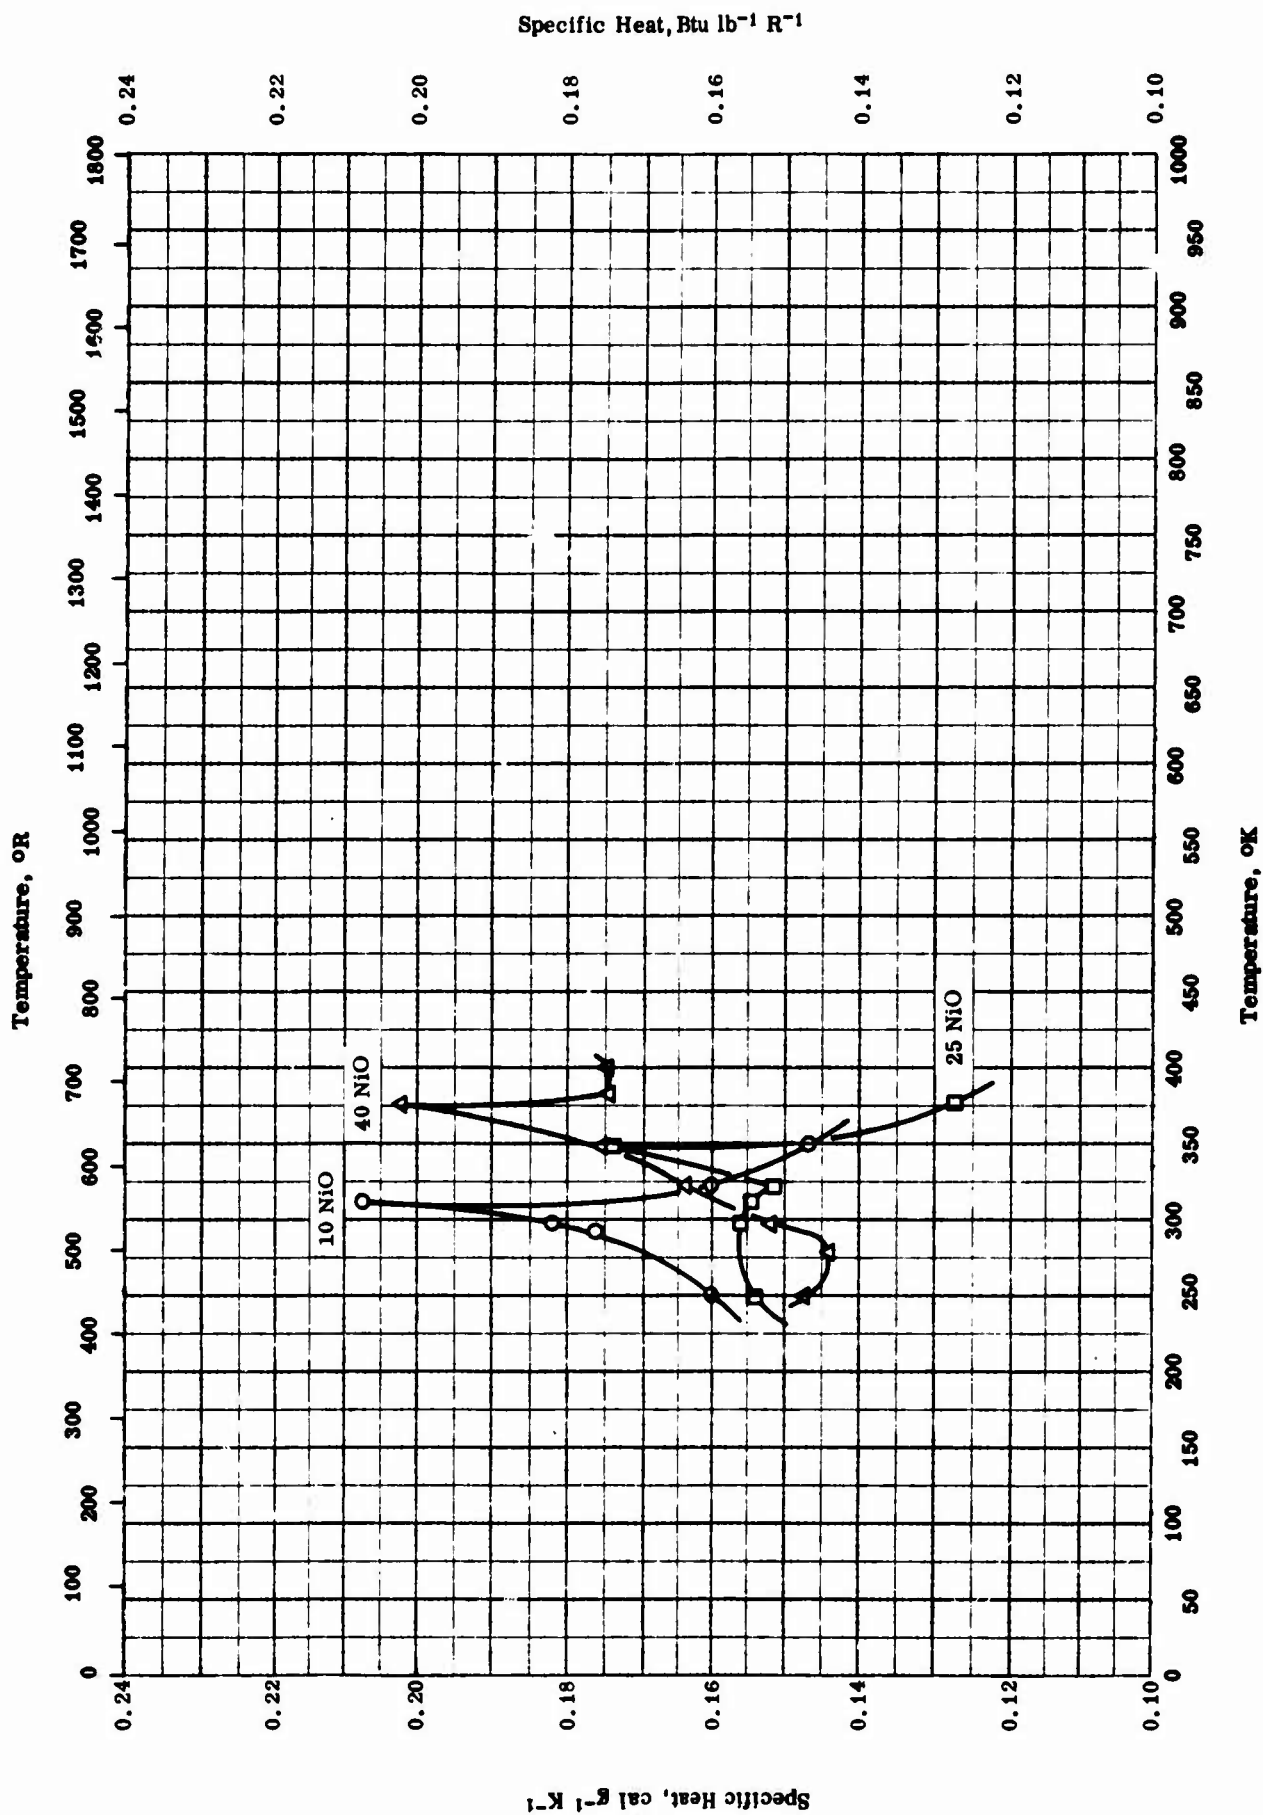 Temperature, °R
0 100 200 300 400 500 600 700 800 900 1000 1100 1200 1300 1400 1500 1600 1700 1800
0.24 0.24
0.22 0.22
0.20 0.20
0.18 0.18
0.16 0.16
0.14 0.14
0.12 0.12
0.10 0.10
Specific Heat, cal g⁻¹ K⁻¹
Specific Heat, Btu lb⁻¹ R⁻¹
10 NiO
40 NiO
25 NiO
0 50 100 150 200 250 300 350 400 450 500 550 600 650 700 750 800 850 900 950 1000
Temperature, °K